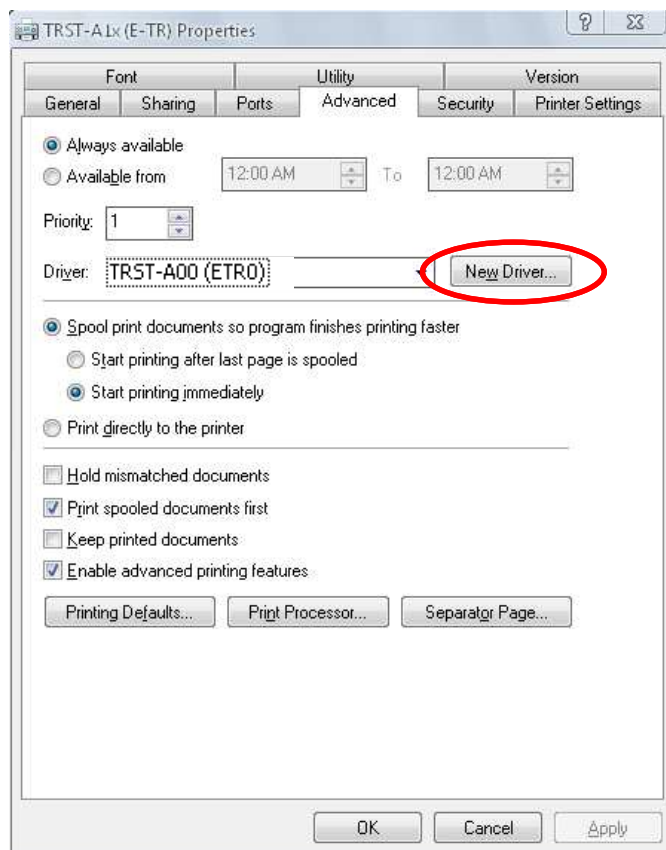 TRST-A1x (E-TR) Properties
Font Utility Version
General Sharing Ports Advanced Security Printer Settings
Always available
Available from 12:00 AM To 12:00 AM
Priority: 1
Driver: TRST-A00 (ETR0) New Driver...
Spool print documents so program finishes printing faster
Start printing after last page is spooled
Start printing immediately
Print directly to the printer
Hold mismatched documents
Print spooled documents first
Keep printed documents
Enable advanced printing features
Printing Defaults... Print Processor... Separator Page...
OK Cancel Apply